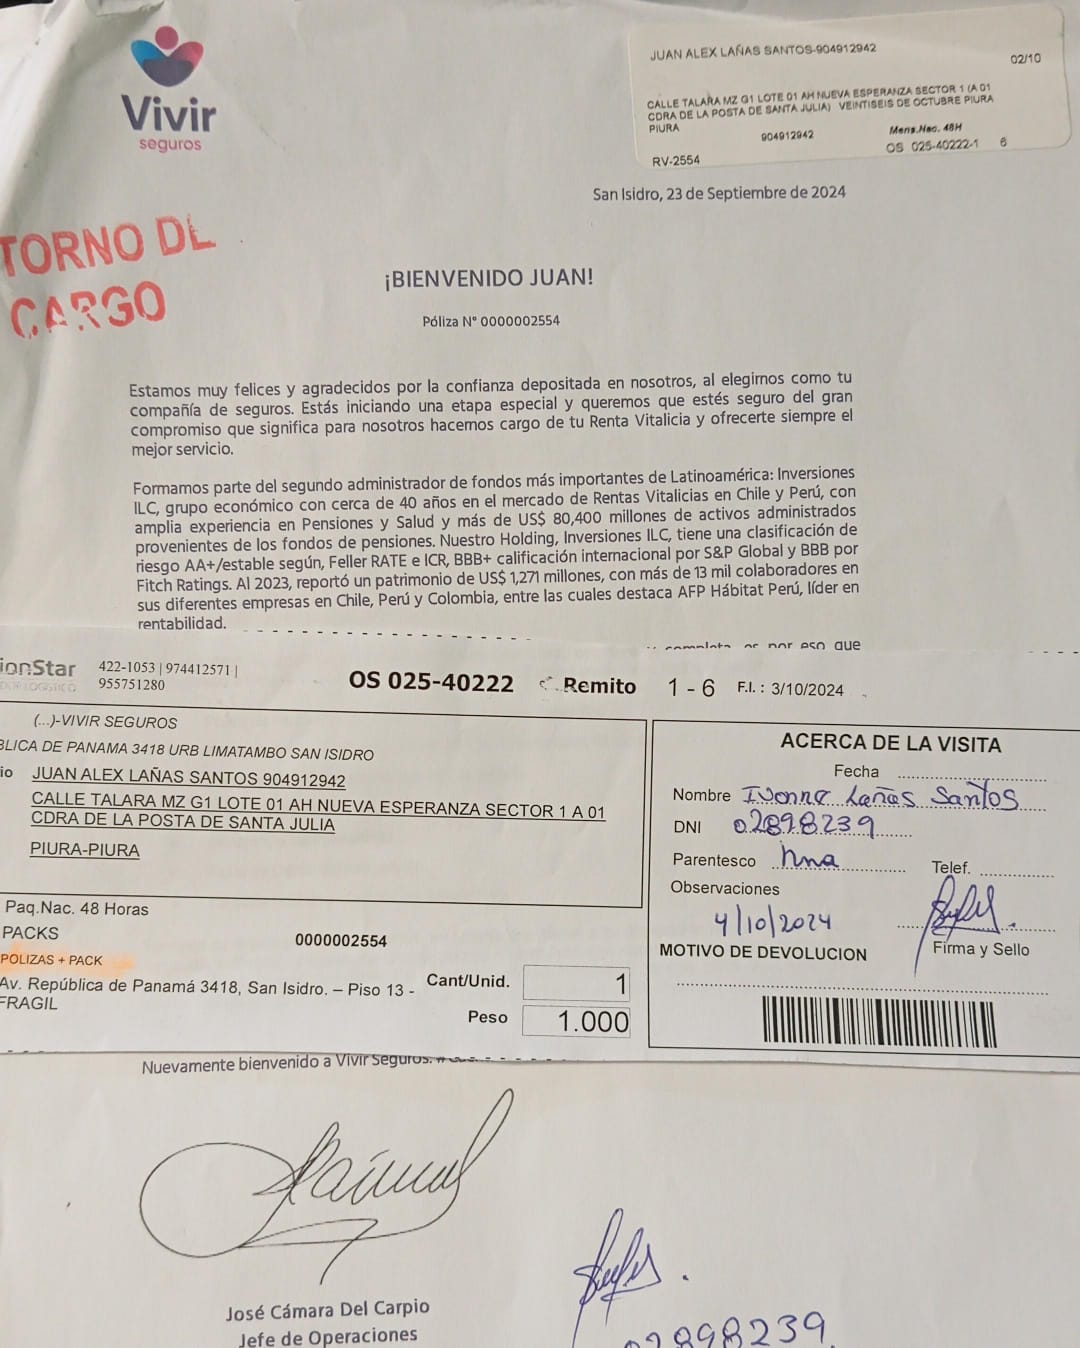 Vivir
seguros
JUAN ALEX LAÑAS SANTOS-904912942
02/10
CALLE TALARA MZ G1 LOTE 01 AH NUEVA ESPERANZA SECTOR 1 (A 01
CDRA DE LA POSTA DE SANTA JULIA) VEINTISEIS DE OCTUBRE PIURA
PIURA
904912942
Mens.Nac. 48H
RV-2554
OS 025-40222-1 6
San Isidro, 23 de Septiembre de 2024
TORNO DE
CARGO
¡BIENVENIDO JUAN!
Póliza N° 0000002554
Estamos muy felices y agradecidos por la confianza depositada en nosotros, al elegirnos como tu
compañía de seguros. Estás iniciando una etapa especial y queremos que estés seguro del gran
compromiso que significa para nosotros hacernos cargo de tu Renta Vitalicia y ofrecerte siempre el
mejor servicio.
Formamos parte del segundo administrador de fondos más importantes de Latinoamérica: Inversiones
ILC, grupo económico con cerca de 40 años en el mercado de Rentas Vitalicias en Chile y Perú, con
amplia experiencia en Pensiones y Salud y más de US$ 80,400 millones de activos administrados
provenientes de los fondos de pensiones. Nuestro Holding, Inversiones ILC, tiene una clasificación de
riesgo AA+/estable según, Feller RATE e ICR, BBB+ calificación internacional por S&P Global y BBB por
Fitch Ratings. Al 2023, reportó un patrimonio de US$ 1,271 millones, con más de 13 mil colaboradores en
sus diferentes empresas en Chile, Perú y Colombia, entre las cuales destaca AFP Hábitat Perú, líder en
rentabilidad.
es por eso que
ionStar
422-1053 | 974412571 |
955751280
OS 025-40222
Remito
1 - 6
F.I. : 3/10/2024
(...)-VIVIR SEGUROS
BLICA DE PANAMA 3418 URB LIMATAMBO SAN ISIDRO
io JUAN ALEX LAÑAS SANTOS 904912942
CALLE TALARA MZ G1 LOTE 01 AH NUEVA ESPERANZA SECTOR 1 A 01
CDRA DE LA POSTA DE SANTA JULIA
PIURA-PIURA
Paq.Nac. 48 Horas
PACKS
0000002554
POLIZAS + PACK
Av. República de Panamá 3418, San Isidro. – Piso 13 -
FRAGIL
Cant/Unid. 1
Peso 1.000
ACERCA DE LA VISITA
Fecha
Nombre Ivonne Lañas Santos
DNI 02898239
Parentesco hna
Telef.
Observaciones
4/10/2024
Firma y Sello
MOTIVO DE DEVOLUCION
Nuevamente bienvenido a Vivir Seguros.
José Cámara Del Carpio
Jefe de Operaciones
02898239